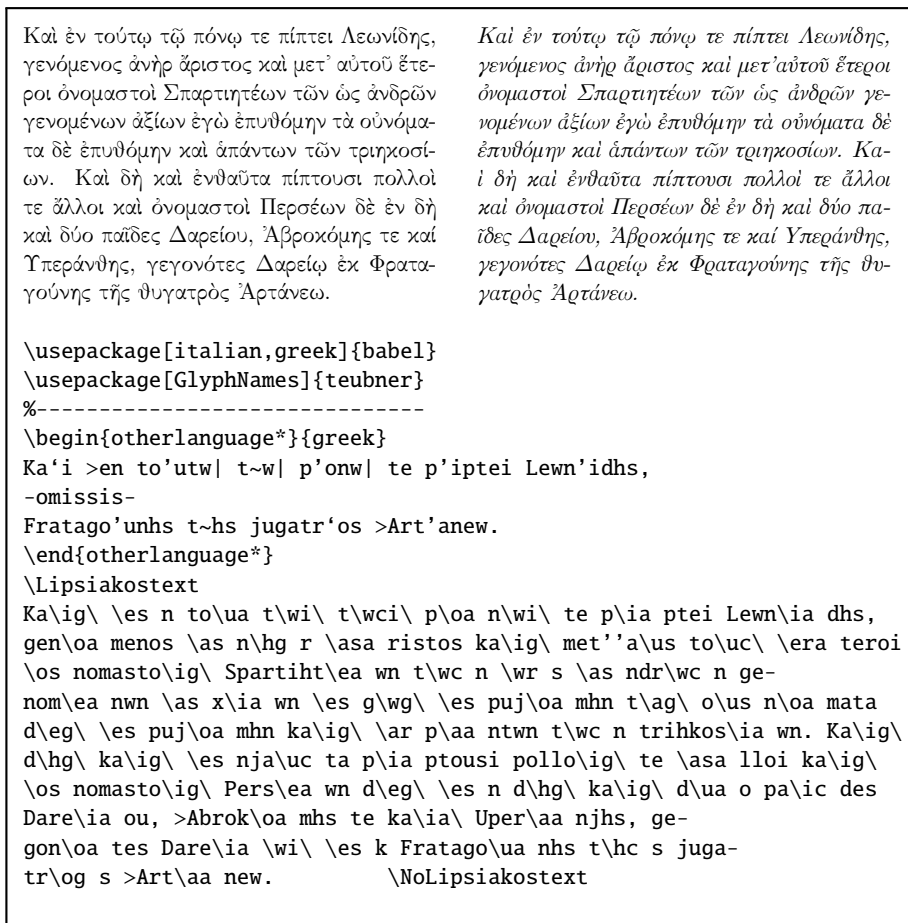 Καὶ ἐν τούτῳ τῷ πόνῳ τε πίπτει Λεωνίδης,
γενόμενος ἀνὴρ ἄριστος καὶ μετ᾿ αὐτοῦ ἕτε-
ροι ὀνομαστοὶ Σπαρτιητέων τῶν ὡς ἀνδρῶν
γενομένων ἀξίων ἐγὼ ἐπυθόμην τὰ οὐνόμα-
τα δὲ ἐπυθόμην καὶ ἁπάντων τῶν τριηκοσί-
ων. Καὶ δὴ καὶ ἐνθαῦτα πίπτουσι πολλοὶ
τε ἄλλοι καὶ ὀνομαστοὶ Περσέων δὲ ἐν δὴ
καὶ δύο παῖδες Δαρείου, Ἀβροκόμης τε καί
Υπεράνθης, γεγονότες Δαρείῳ ἐκ Φρατα-
γούνης τῆς θυγατρὸς Ἀρτάνεω.
Καὶ ἐν τούτῳ τῷ πόνῳ τε πίπτει Λεωνίδης,
γενόμενος ἀνὴρ ἄριστος καὶ μετ’αὐτοῦ ἕτεροι
ὀνομαστοὶ Σπαρτιητέων τῶν ὡς ἀνδρῶν γε-
νομένων ἀξίων ἐγὼ ἐπυθόμην τὰ οὐνόματα δὲ
ἐπυθόμην καὶ ἁπάντων τῶν τριηκοσίων. Κα-
ὶ δὴ καὶ ἐνθαῦτα πίπτουσι πολλοὶ τε ἄλλοι
καὶ ὀνομαστοὶ Περσέων δὲ ἐν δὴ καὶ δύο πα-
ῖδες Δαρείου, Ἀβροκόμης τε καί Υπεράνθης,
γεγονότες Δαρείῳ ἐκ Φραταγούνης τῆς θυ-
γατρὸς Ἀρτάνεω.
\usepackage[italian,greek]{babel}
\usepackage[GlyphNames]{teubner}
%-------------------------------
\begin{otherlanguage*}{greek}
Ka‘i >en to’utw| t~w| p’onw| te p’iptei Lewn’idhs,
-omissis-
Fratago’unhs t~hs jugatr‘os >Art’anew.
\end{otherlanguage*}
\Lipsiakostext
Ka\ig\ \es n to\ua t\wi\ t\wci\ p\oa n\wi\ te p\ia ptei Lewn\ia dhs,
gen\oa menos \as n\hg r \asa ristos ka\ig\ met’’a\us to\uc\ \era teroi
\os nomasto\ig\ Spartiht\ea wn t\wc n \wr s \as ndr\wc n ge-
nom\ea nwn \as x\ia wn \es g\wg\ \es puj\oa mhn t\ag\ o\us n\oa mata
d\eg\ \es puj\oa mhn ka\ig\ \ar p\aa ntwn t\wc n trihkos\ia wn. Ka\ig\
d\hg\ ka\ig\ \es nja\uc ta p\ia ptousi pollo\ig\ te \asa lloi ka\ig\
\os nomasto\ig\ Pers\ea wn d\eg\ \es n d\hg\ ka\ig\ d\ua o pa\ic des
Dare\ia ou, >Abrok\oa mhs te ka\ia\ Uper\aa njhs, ge-
gon\oa tes Dare\ia \wi\ \es k Fratago\ua nhs t\hc s juga-
tr\og s >Art\aa new. \NoLipsiakostext